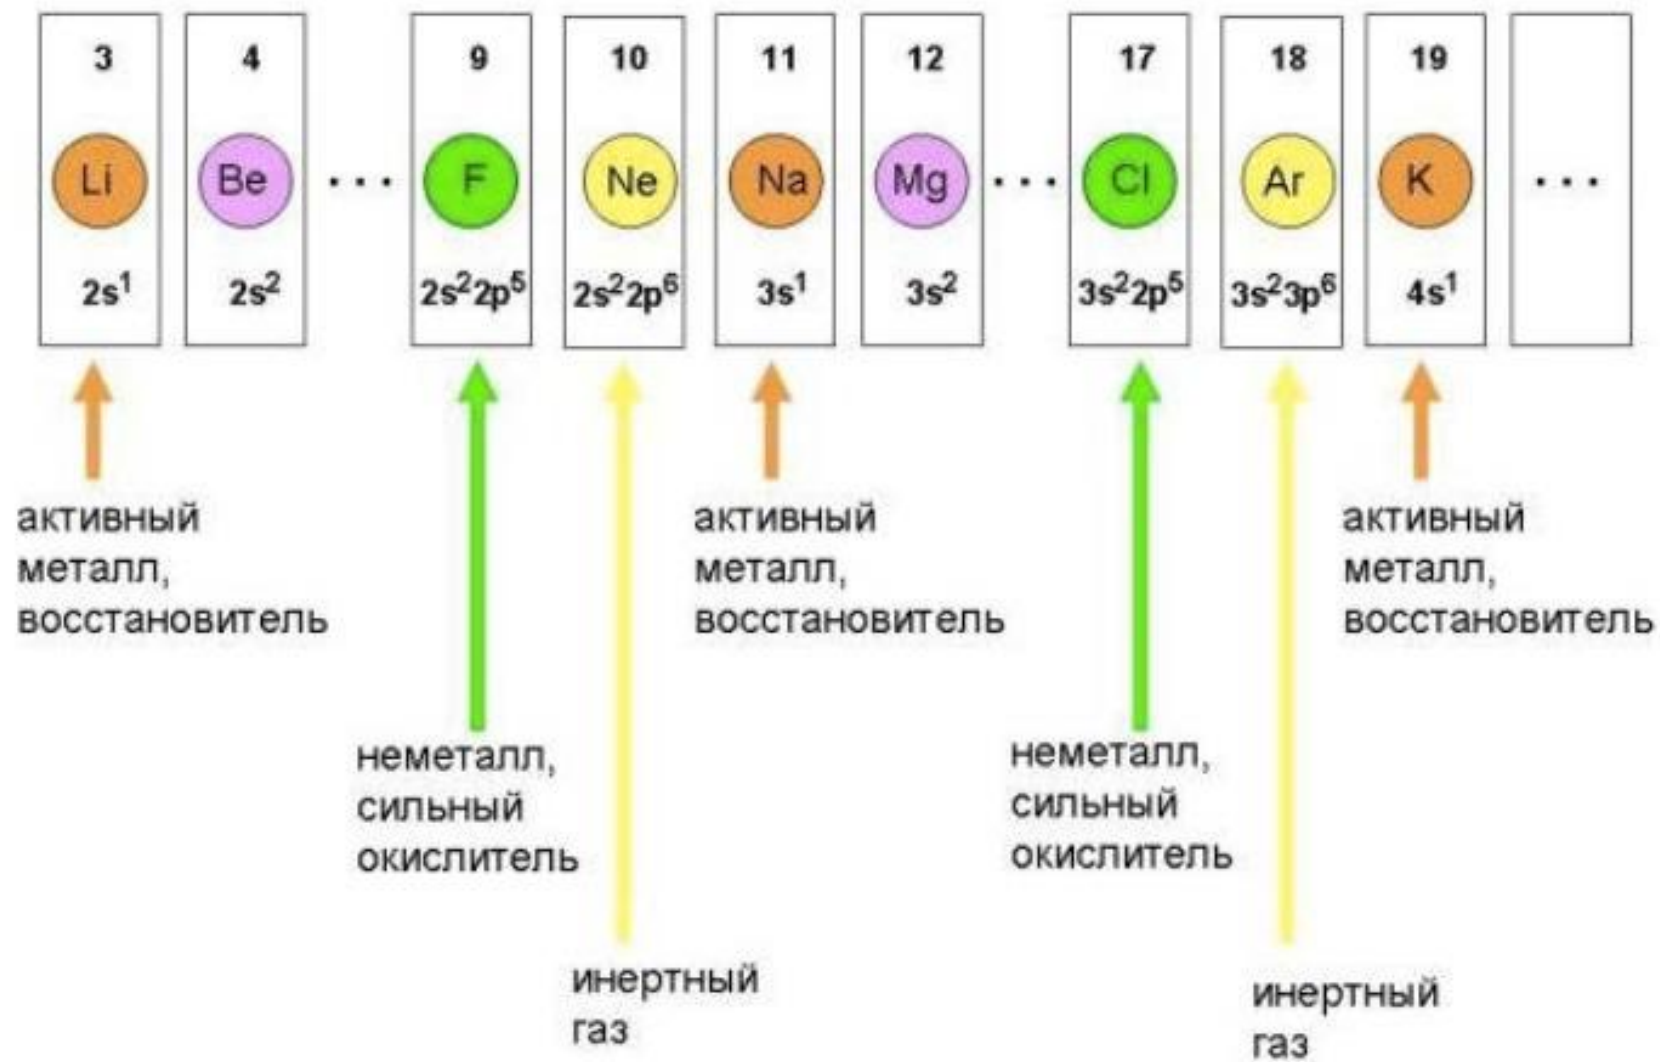 3 4 9 10 11 12 17 18 19
Li Be ... F Ne Na Mg ... Cl Ar K ...
2s¹ 2s² 2s²2p⁵ 2s²2p⁶ 3s¹ 3s² 3s²2p⁵ 3s²3p⁶ 4s¹
активный
металл,
восстановитель
активный
металл,
восстановитель
активный
металл,
восстановитель
неметалл,
сильный
окислитель
неметалл,
сильный
окислитель
инертный
газ
инертный
газ